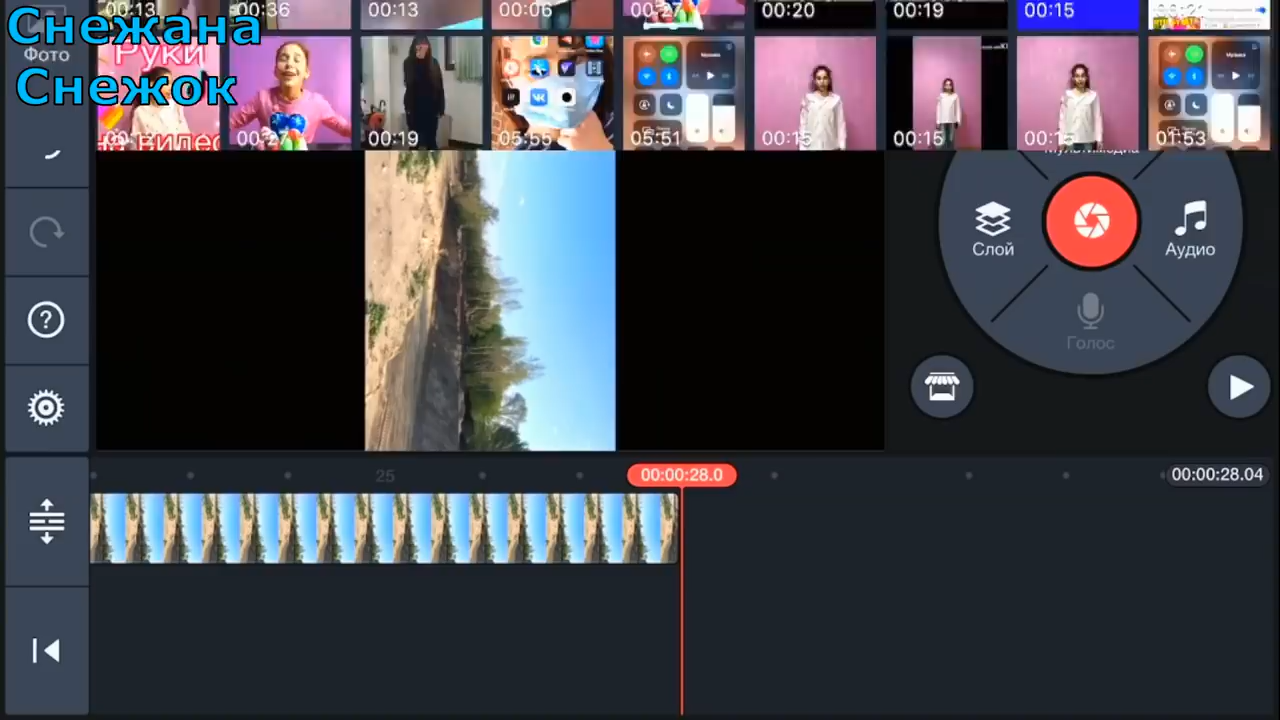 Снежана
Снежок
Фото
00:13
00:36
00:13
00:06
00:27
00:20
00:19
00:15
Руки
00:27
00:19
05:55
05:51
00:15
00:15
00:15
01:53
Мультимедиа
Слой
Аудио
Голос
25
00:00:28.0
00:00:28.04